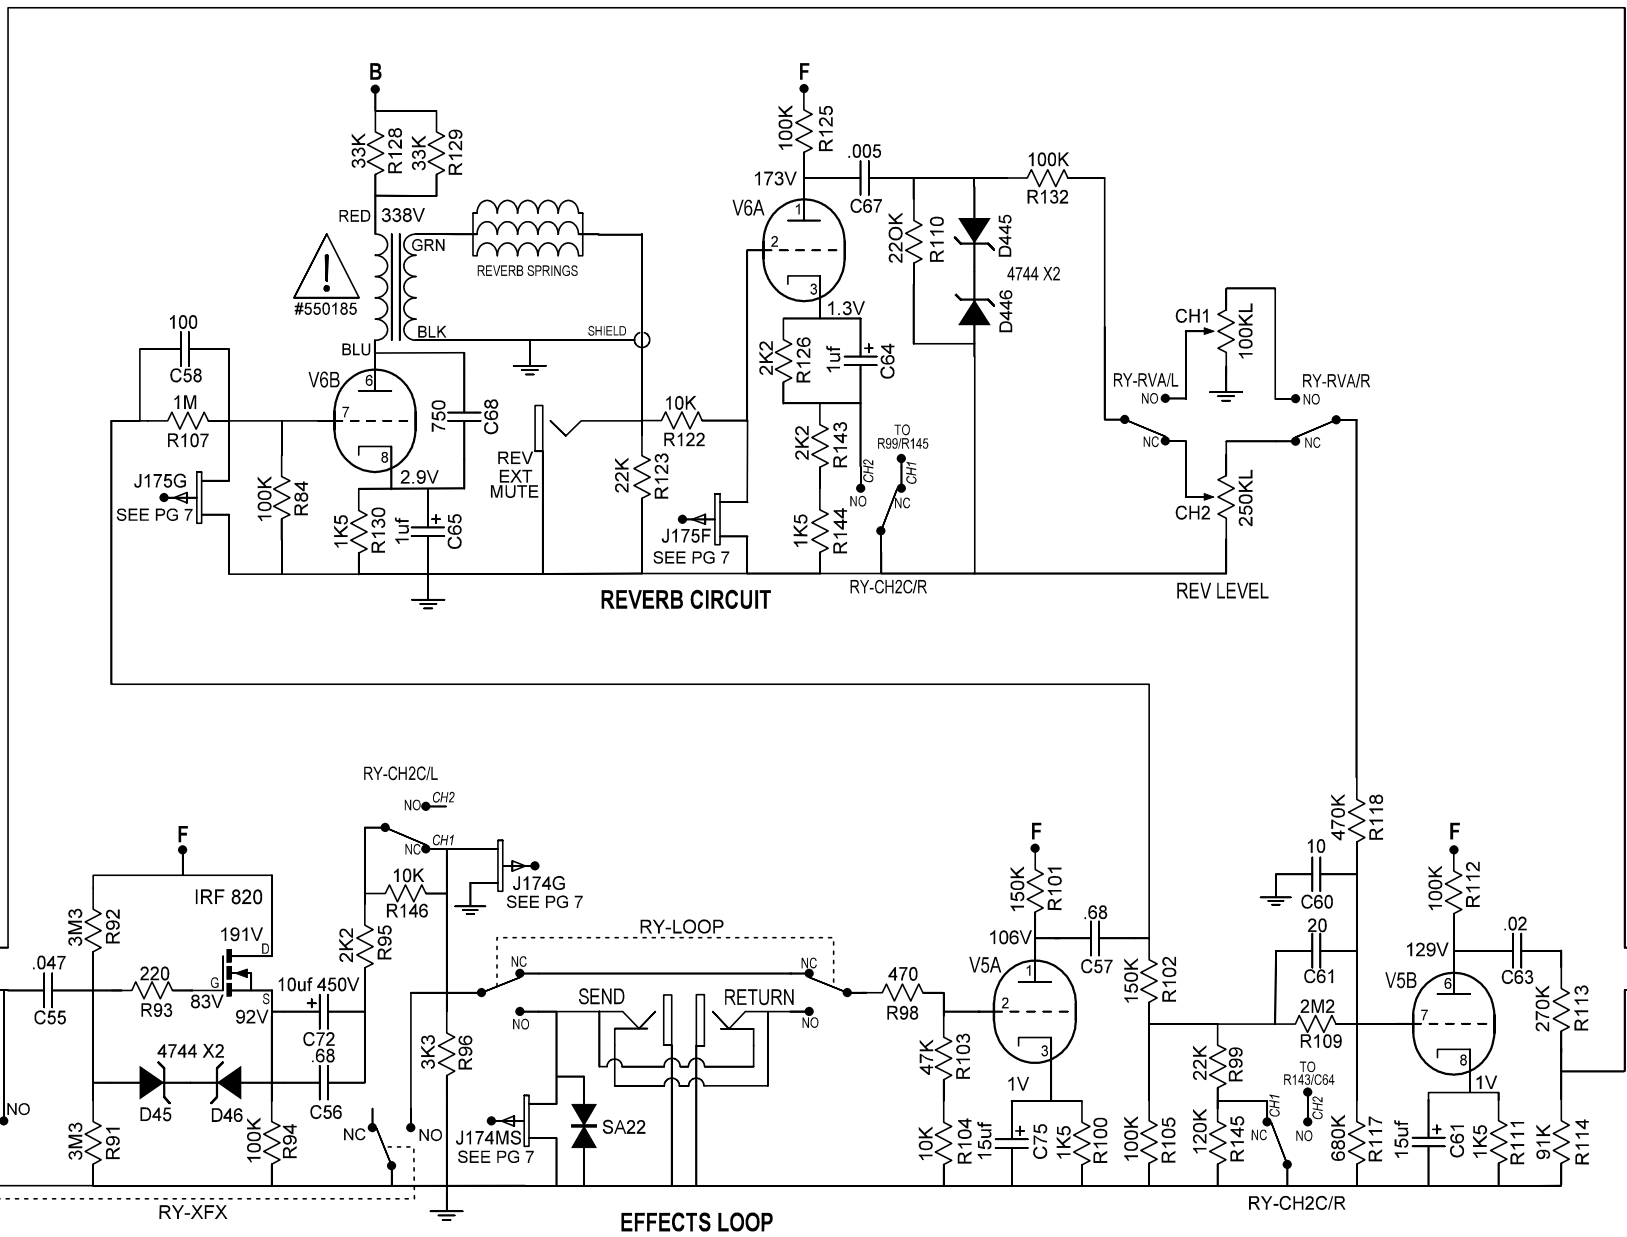 B
F
33K
R128
33K
R129
100K
R125
.005
C67
173V
V6A
1
2
3
100K
R132
RED
338V
GRN
REVERB SPRINGS
#550185
BLK
SHIELD
BLU
22OK
R110
D445
4744 X2
D446
1.3V
2K2
R126
1uf
+
C64
100
C58
1M
R107
V6B
6
7
8
750
C68
2.9V
REV
EXT
MUTE
10K
R122
22K
R123
J175G
SEE PG 7
100K
R84
1K5
R130
1uf
+
C65
J175F
SEE PG 7
2K2
R143
1K5
R144
TO
R99/R145
CH2
NO
CH1
NC
RY-CH2C/R
CH1
100KL
RY-RVA/L
NO
NC
RY-RVA/R
NO
NC
CH2
250KL
REV LEVEL
REVERB CIRCUIT
RY-CH2C/L
NO
CH2
NC
CH1
F
IRF 820
3M3
R92
191V
D
G
S
.047
C55
220
R93
83V
92V
10uf 450V
+
C72
.68
C56
2K2
R95
10K
R146
J174G
SEE PG 7
4744 X2
D45
D46
3M3
R91
100K
R94
NO
NC
NO
RY-XFX
3K3
R96
RY-LOOP
NC
NC
SEND
RETURN
NO
NO
J174MS
SEE PG 7
SA22
470
R98
47K
R103
10K
R104
F
150K
R101
106V
V5A
1
2
3
.68
C57
1V
15uf
+
C75
1K5
R100
150K
R102
100K
R105
22K
R99
120K
R145
NC
CH1
TO
R143/C64
CH2
NO
RY-CH2C/R
470K
R118
10
C60
20
C61
2M2
R109
680K
R117
F
100K
R112
129V
V5B
6
7
8
.02
C63
270K
R113
1V
15uf
+
C61
1K5
R111
91K
R114
EFFECTS LOOP